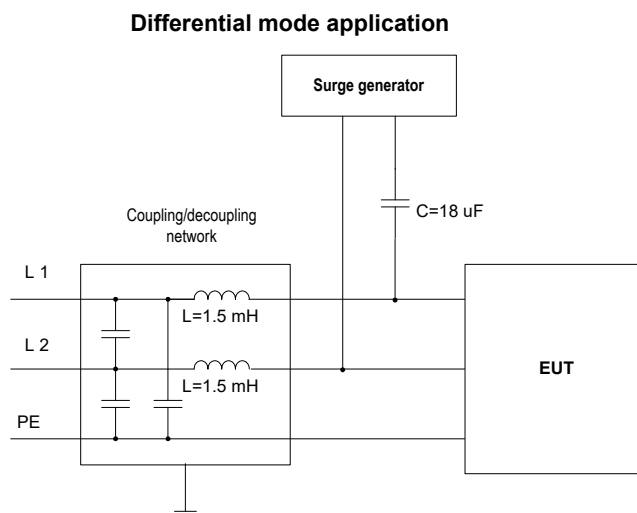 Differential mode application
Surge generator
C=18 uF
Coupling/decoupling
network
L 1
L=1.5 mH
L 2
L=1.5 mH
EUT
PE